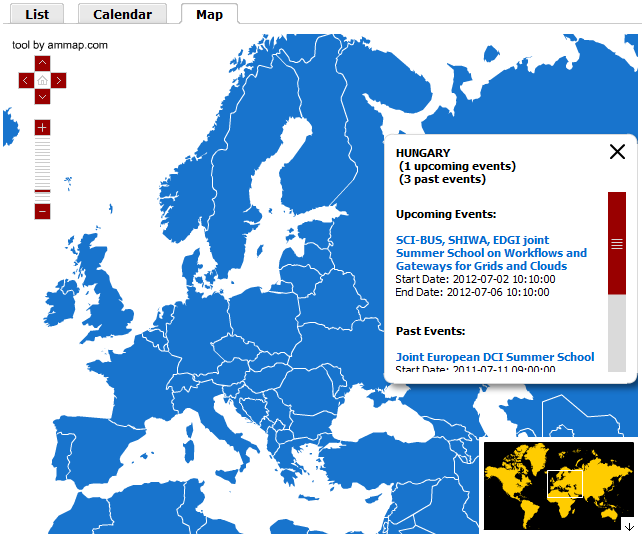 List
Calendar
Map
tool by ammap.com
HUNGARY
(1 upcoming events)
(3 past events)
Upcoming Events:
SCI-BUS, SHIWA, EDGI joint
Summer School on Workflows and
Gateways for Grids and Clouds
Start Date: 2012-07-02 10:10:00
End Date: 2012-07-06 10:10:00
Past Events:
Joint European DCI Summer School
Start Date: 2011-07-11 09:00:00